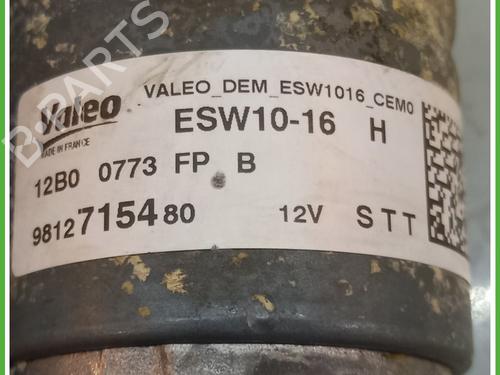 VALEO_DEM_ESW1016_CEM0
Valeo
ESW10-16 H
MADE IN FRANCE
12B0 0773 FP B
9812715480 12V STT
B-PARTS